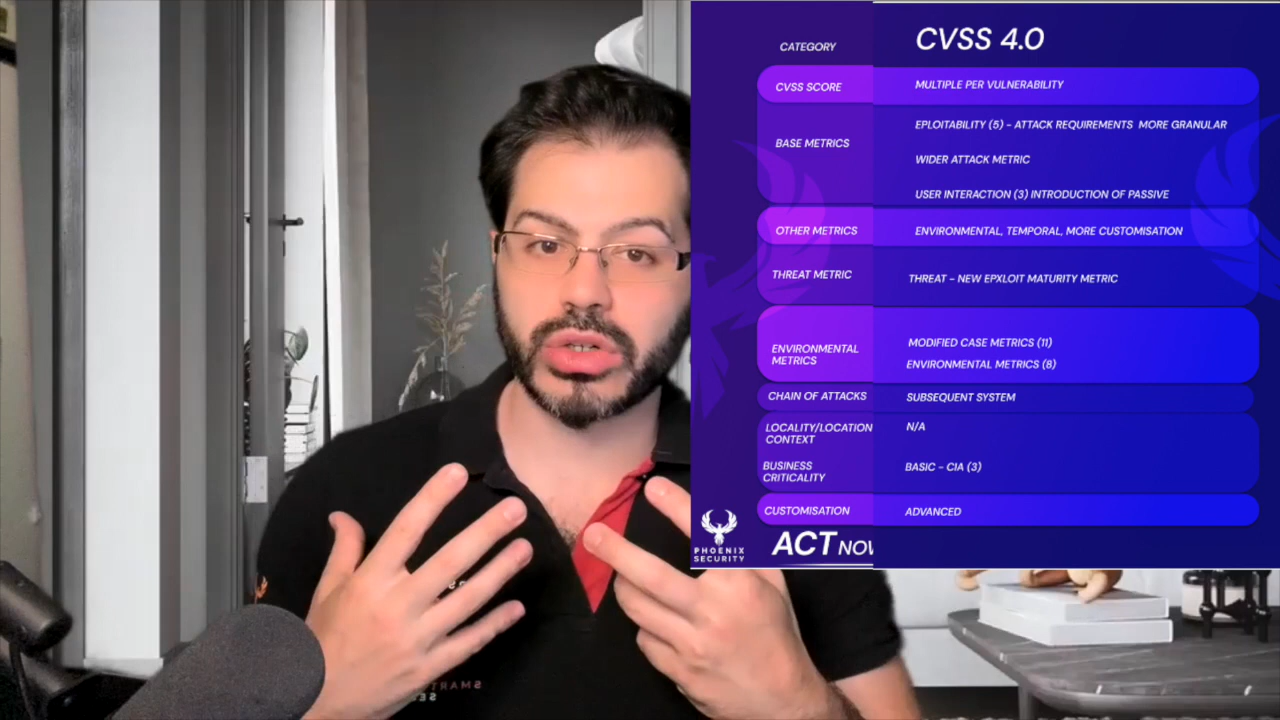 CATEGORY
CVSS 4.0
CVSS SCORE
MULTIPLE PER VULNERABILITY
BASE METRICS
EPLOITABILITY (5) - ATTACK REQUIREMENTS MORE GRANULAR
WIDER ATTACK METRIC
USER INTERACTION (3) INTRODUCTION OF PASSIVE
OTHER METRICS
ENVIRONMENTAL, TEMPORAL, MORE CUSTOMISATION
THREAT METRIC
THREAT - NEW EPXLOIT MATURITY METRIC
ENVIRONMENTAL
METRICS
MODIFIED CASE METRICS (11)
ENVIRONMENTAL METRICS (8)
CHAIN OF ATTACKS
SUBSEQUENT SYSTEM
LOCALITY/LOCATION
CONTEXT
N/A
BUSINESS
CRITICALITY
BASIC - CIA (3)
CUSTOMISATION
ADVANCED
PHOENIX
SECURITY
ACT NOW
SMART